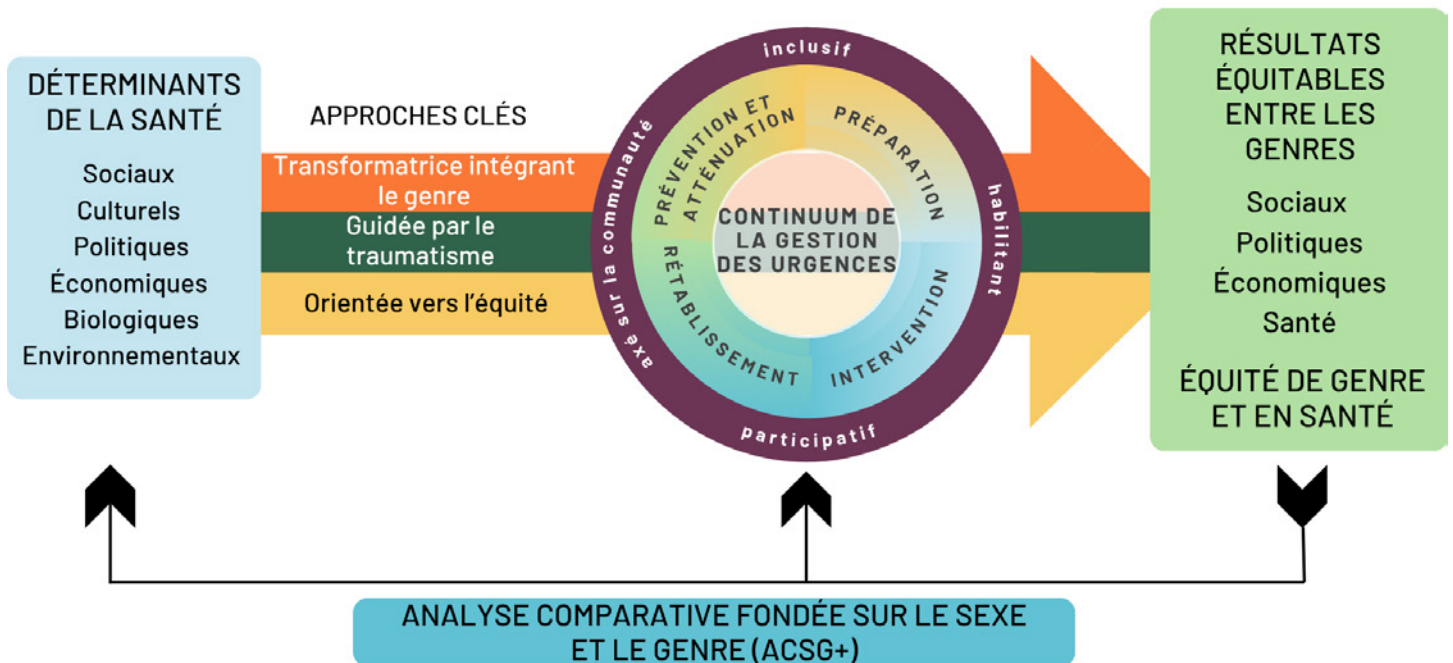 DÉTERMINANTS
DE LA SANTÉ
Sociaux
Culturels
Politiques
Économiques
Biologiques
Environnementaux
APPROCHES CLÉS
Transformatrice intégrant
le genre
Guidée par le
traumatisme
Orientée vers l'équité
inclusif
axé sur la communauté
habilitant
participatif
PRÉVENTION ET
ATTÉNUATION
PRÉPARATION
RÉTABLISSEMENT
INTERVENTION
CONTINUUM DE
LA GESTION
DES URGENCES
RÉSULTATS
ÉQUITABLES
ENTRE LES
GENRES
Sociaux
Politiques
Économiques
Santé
ÉQUITÉ DE GENRE
ET EN SANTÉ
ANALYSE COMPARATIVE FONDÉE SUR LE SEXE
ET LE GENRE (ACSG+)